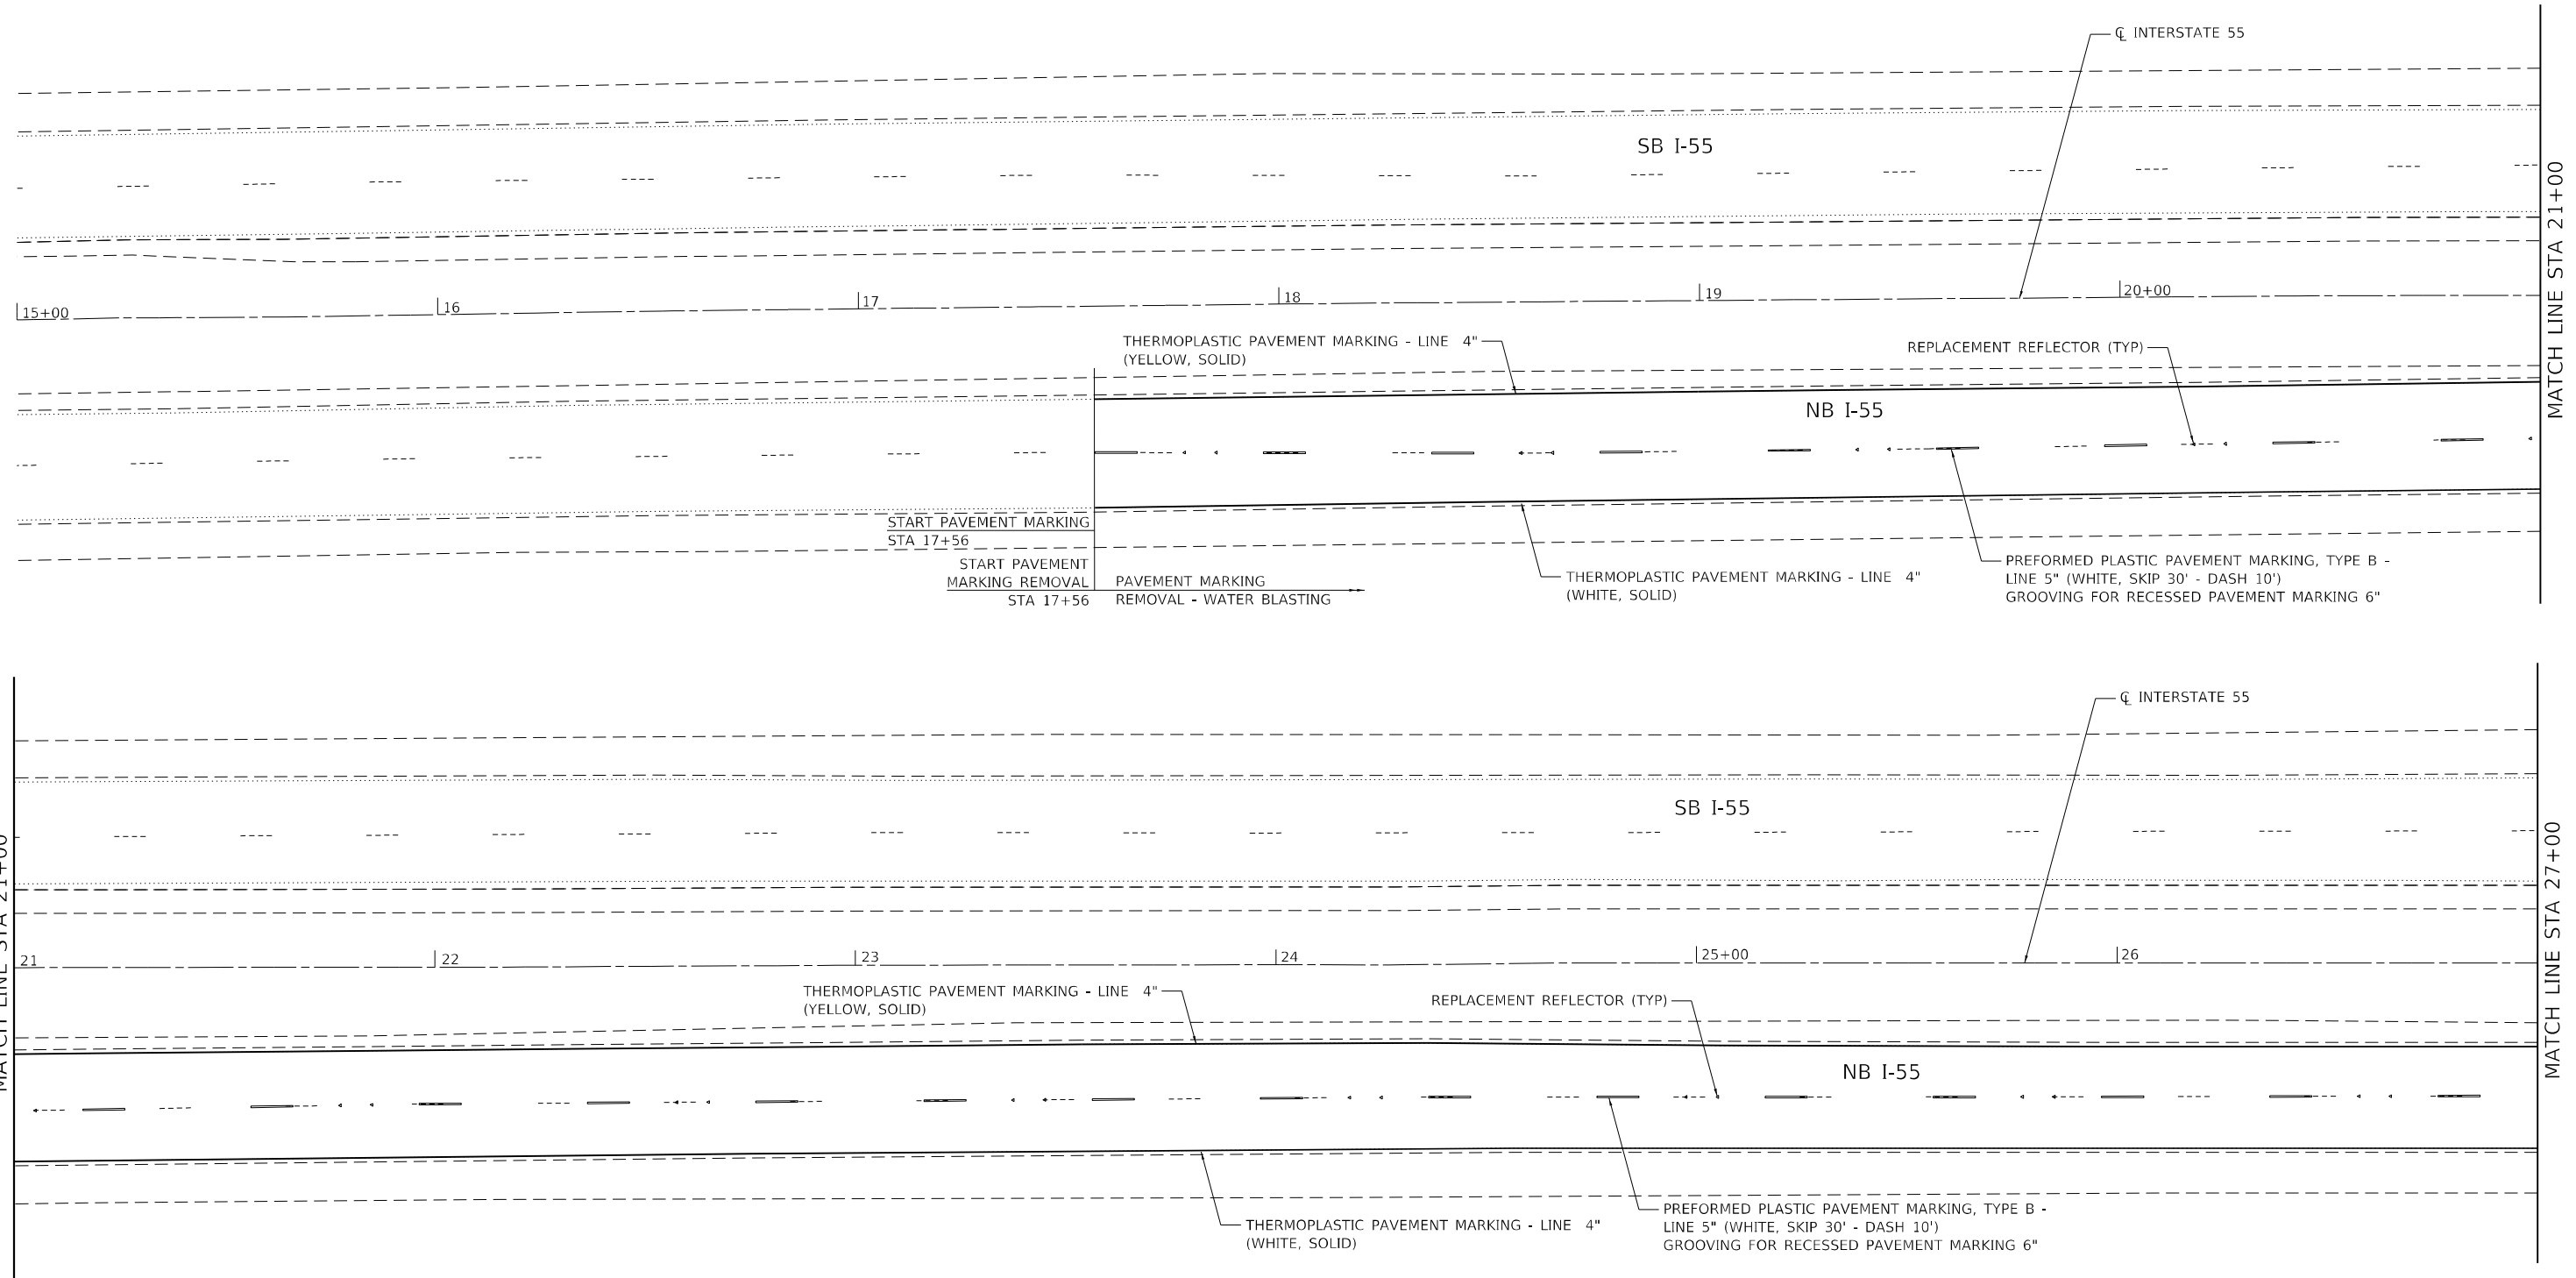 ℄ INTERSTATE 55
SB I-55
MATCH LINE STA 21+00
15+00
16
17
18
19
20+00
THERMOPLASTIC PAVEMENT MARKING - LINE 4"
(YELLOW, SOLID)
REPLACEMENT REFLECTOR (TYP)
NB I-55
START PAVEMENT MARKING
STA 17+56
START PAVEMENT
MARKING REMOVAL
STA 17+56
PAVEMENT MARKING
REMOVAL - WATER BLASTING
THERMOPLASTIC PAVEMENT MARKING - LINE 4"
(WHITE, SOLID)
PREFORMED PLASTIC PAVEMENT MARKING, TYPE B -
LINE 5" (WHITE, SKIP 30' - DASH 10')
GROOVING FOR RECESSED PAVEMENT MARKING 6"
℄ INTERSTATE 55
SB I-55
MATCH LINE STA 21+00
MATCH LINE STA 27+00
21
22
23
24
25+00
26
THERMOPLASTIC PAVEMENT MARKING - LINE 4"
(YELLOW, SOLID)
REPLACEMENT REFLECTOR (TYP)
NB I-55
THERMOPLASTIC PAVEMENT MARKING - LINE 4"
(WHITE, SOLID)
PREFORMED PLASTIC PAVEMENT MARKING, TYPE B -
LINE 5" (WHITE, SKIP 30' - DASH 10')
GROOVING FOR RECESSED PAVEMENT MARKING 6"